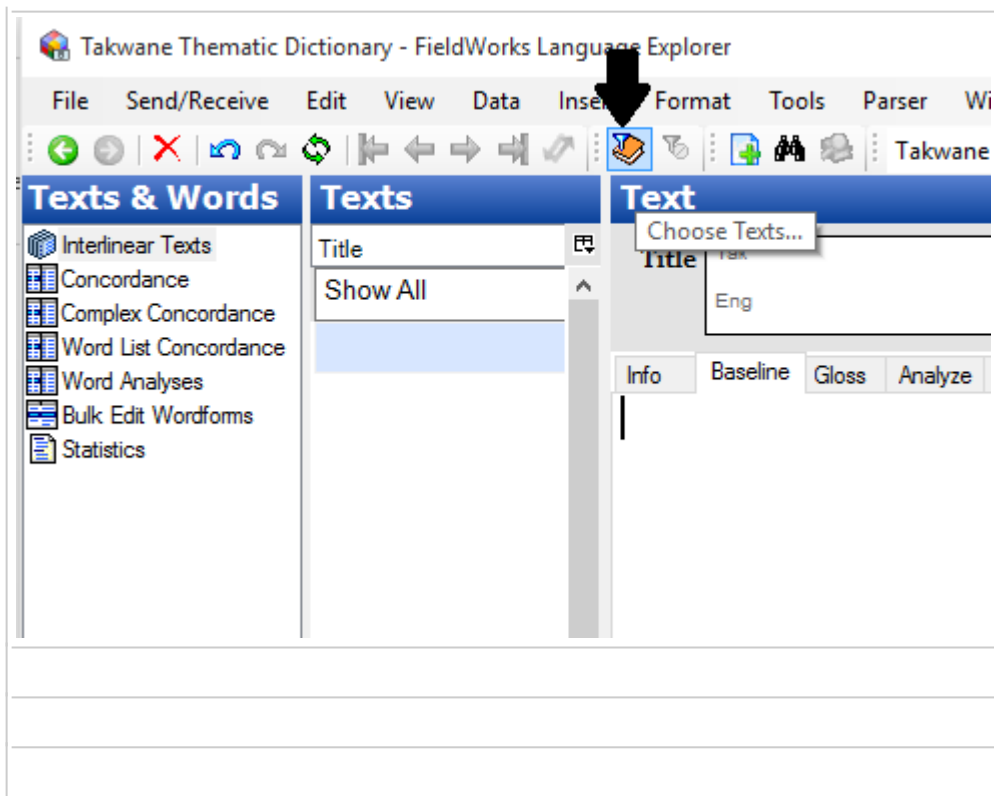 Takwane Thematic Dictionary - FieldWorks Language Explorer
File Send/Receive Edit View Data Format Tools Parser
Takwane
Texts & Words Texts Text
Choose Texts...
Interlinear Texts Title Title
Concordance Show All Eng
Complex Concordance
Word List Concordance
Word Analyses Info Baseline Gloss Analyze
Bulk Edit Wordforms
Statistics